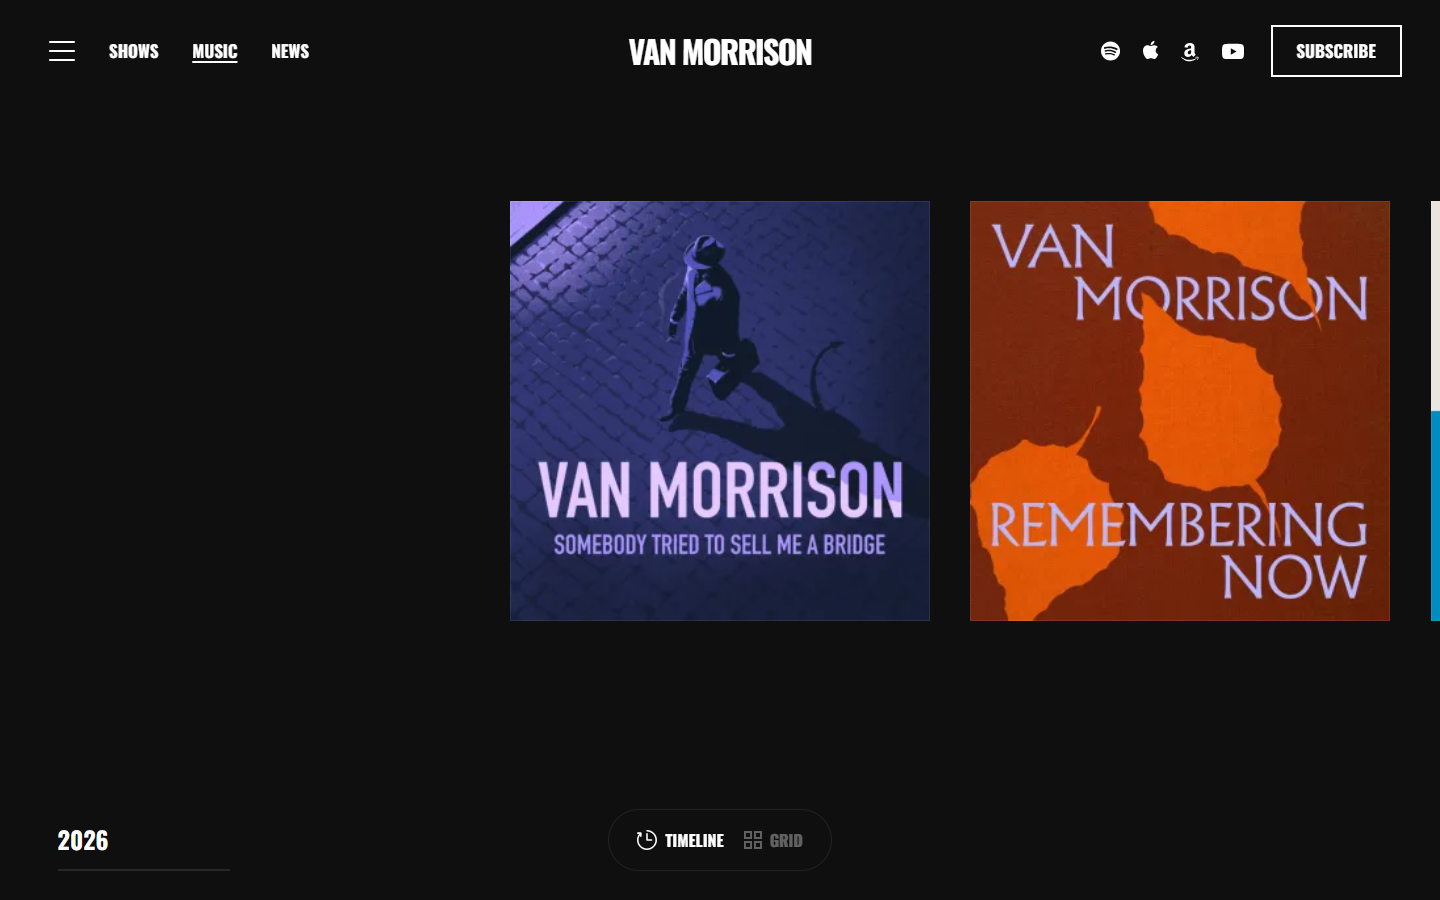 SHOWS
MUSIC
NEWS
VAN MORRISON
SUBSCRIBE
VAN MORRISON
SOMEBODY TRIED TO SELL ME A BRIDGE
VAN
MORRISON
REMEMBERING
NOW
2026
TIMELINE
GRID